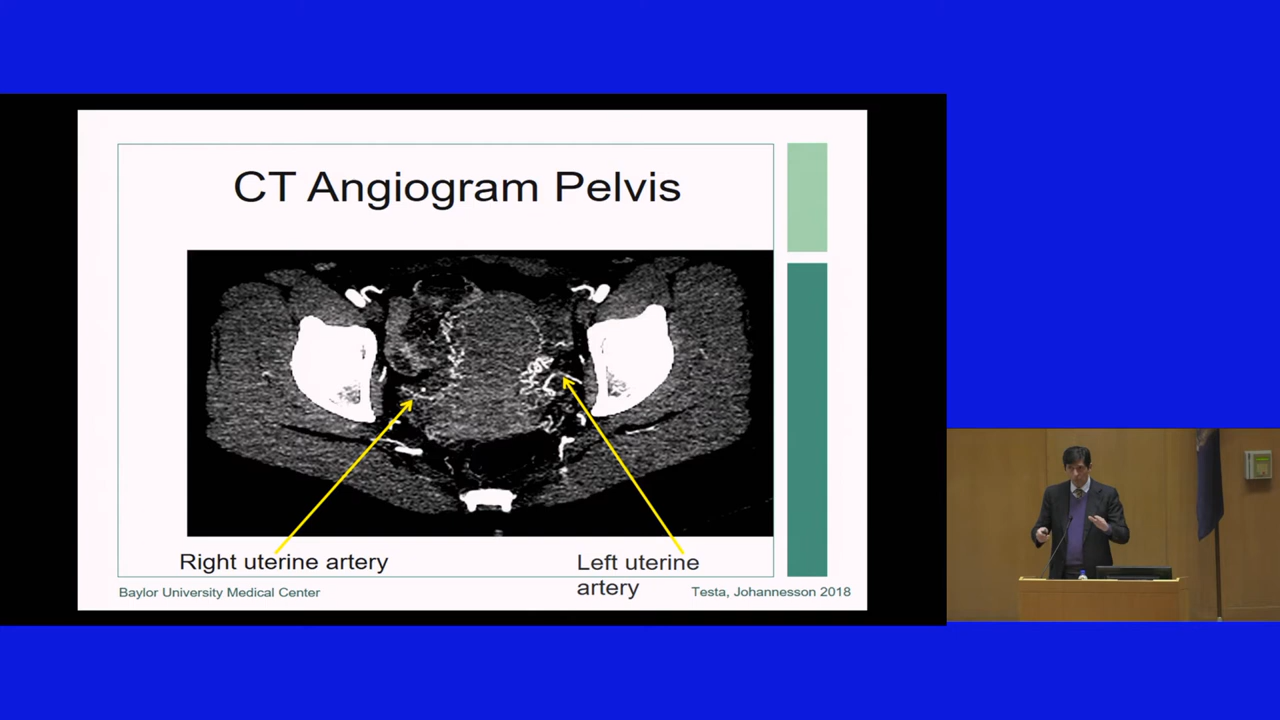 CT Angiogram Pelvis
Right uterine artery
Left uterine
artery
Baylor University Medical Center
Testa, Johannesson 2018